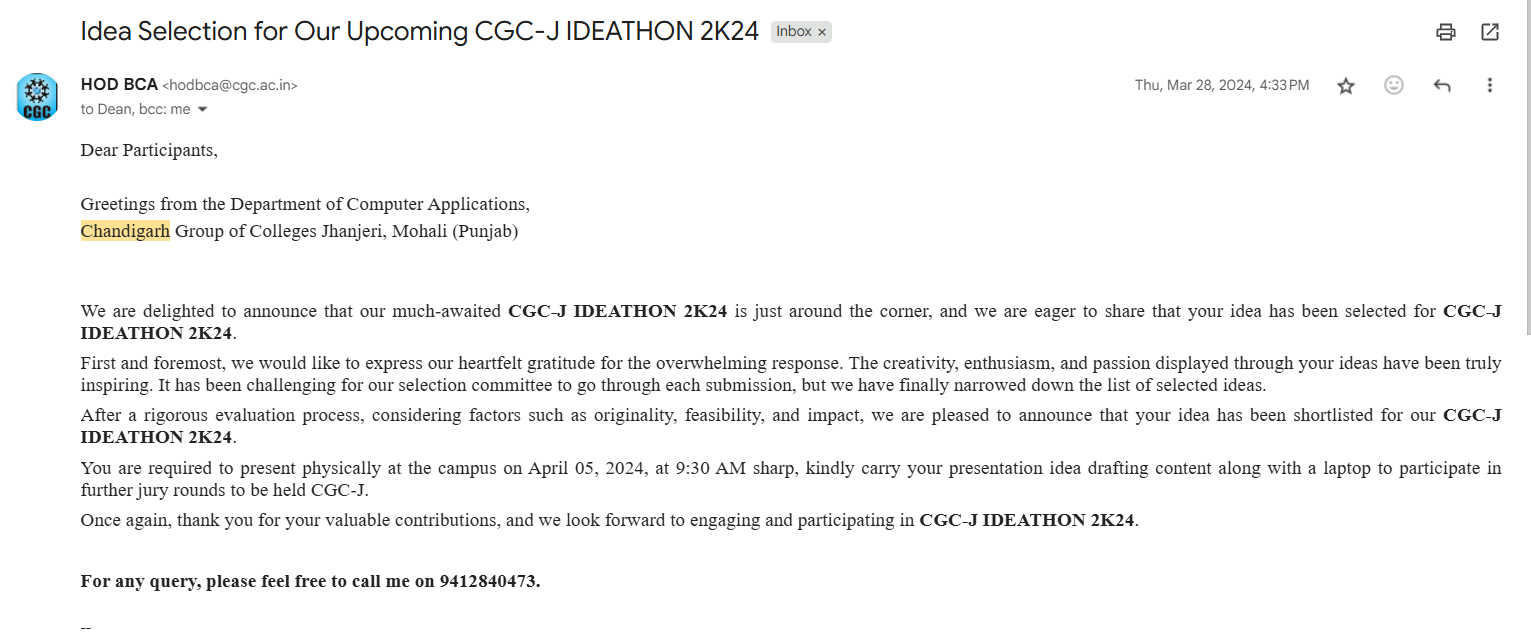 Idea Selection for Our Upcoming CGC-J IDEATHON 2K24 Inbox ×
HOD BCA <hodbca@cgc.ac.in> Thu, Mar 28, 2024, 4:33 PM
CGC
to Dean, bcc: me
Dear Participants,
Greetings from the Department of Computer Applications,
Chandigarh Group of Colleges Jhanjeri, Mohali (Punjab)
We are delighted to announce that our much-awaited CGC-J IDEATHON 2K24 is just around the corner, and we are eager to share that your idea has been selected for CGC-J
IDEATHON 2K24.
First and foremost, we would like to express our heartfelt gratitude for the overwhelming response. The creativity, enthusiasm, and passion displayed through your ideas have been truly
inspiring. It has been challenging for our selection committee to go through each submission, but we have finally narrowed down the list of selected ideas.
After a rigorous evaluation process, considering factors such as originality, feasibility, and impact, we are pleased to announce that your idea has been shortlisted for our CGC-J
IDEATHON 2K24.
You are required to present physically at the campus on April 05, 2024, at 9:30 AM sharp, kindly carry your presentation idea drafting content along with a laptop to participate in
further jury rounds to be held CGC-J.
Once again, thank you for your valuable contributions, and we look forward to engaging and participating in CGC-J IDEATHON 2K24.
For any query, please feel free to call me on 9412840473.
--